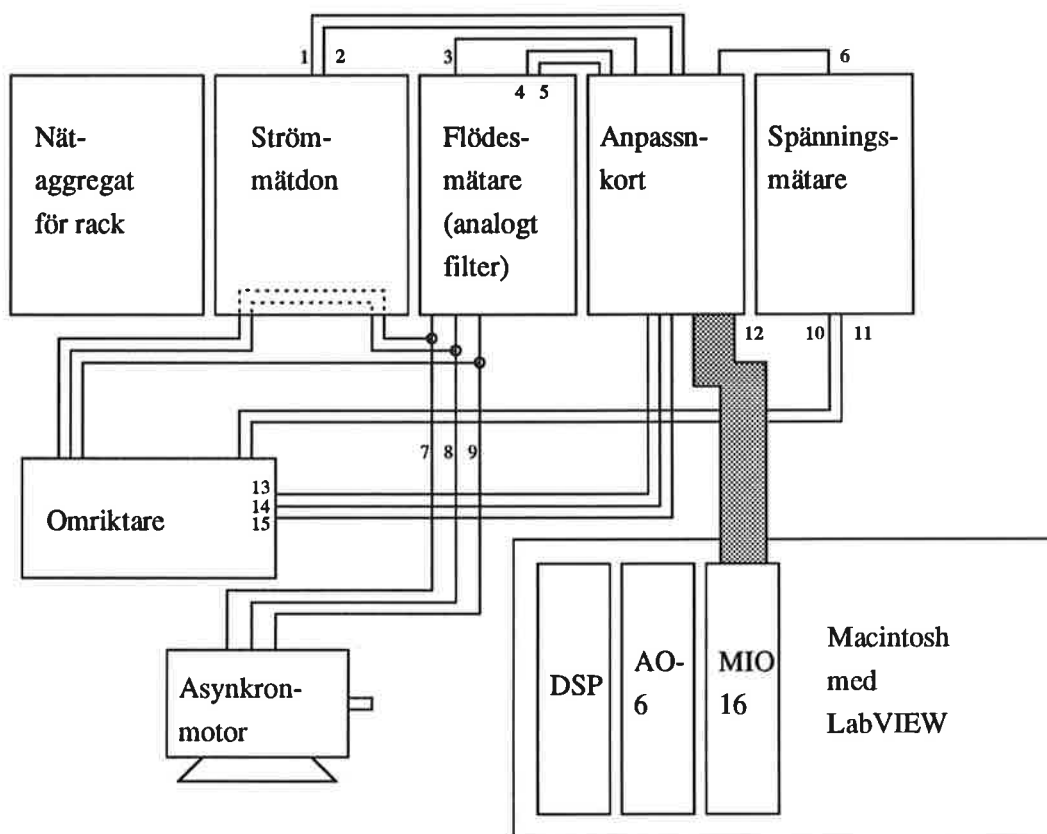 1 2 3 4 5 6
Nät-
aggregat
för rack
Ström-
mätdon
Flödes-
mätare
(analogt
filter)
Anpassn-
kort
Spännings-
mätare
12 10 11
7 8 9
Omriktare
13
14
15
Asynkron-
motor
DSP
AO-
6
MIO
16
Macintosh
med
LabVIEW